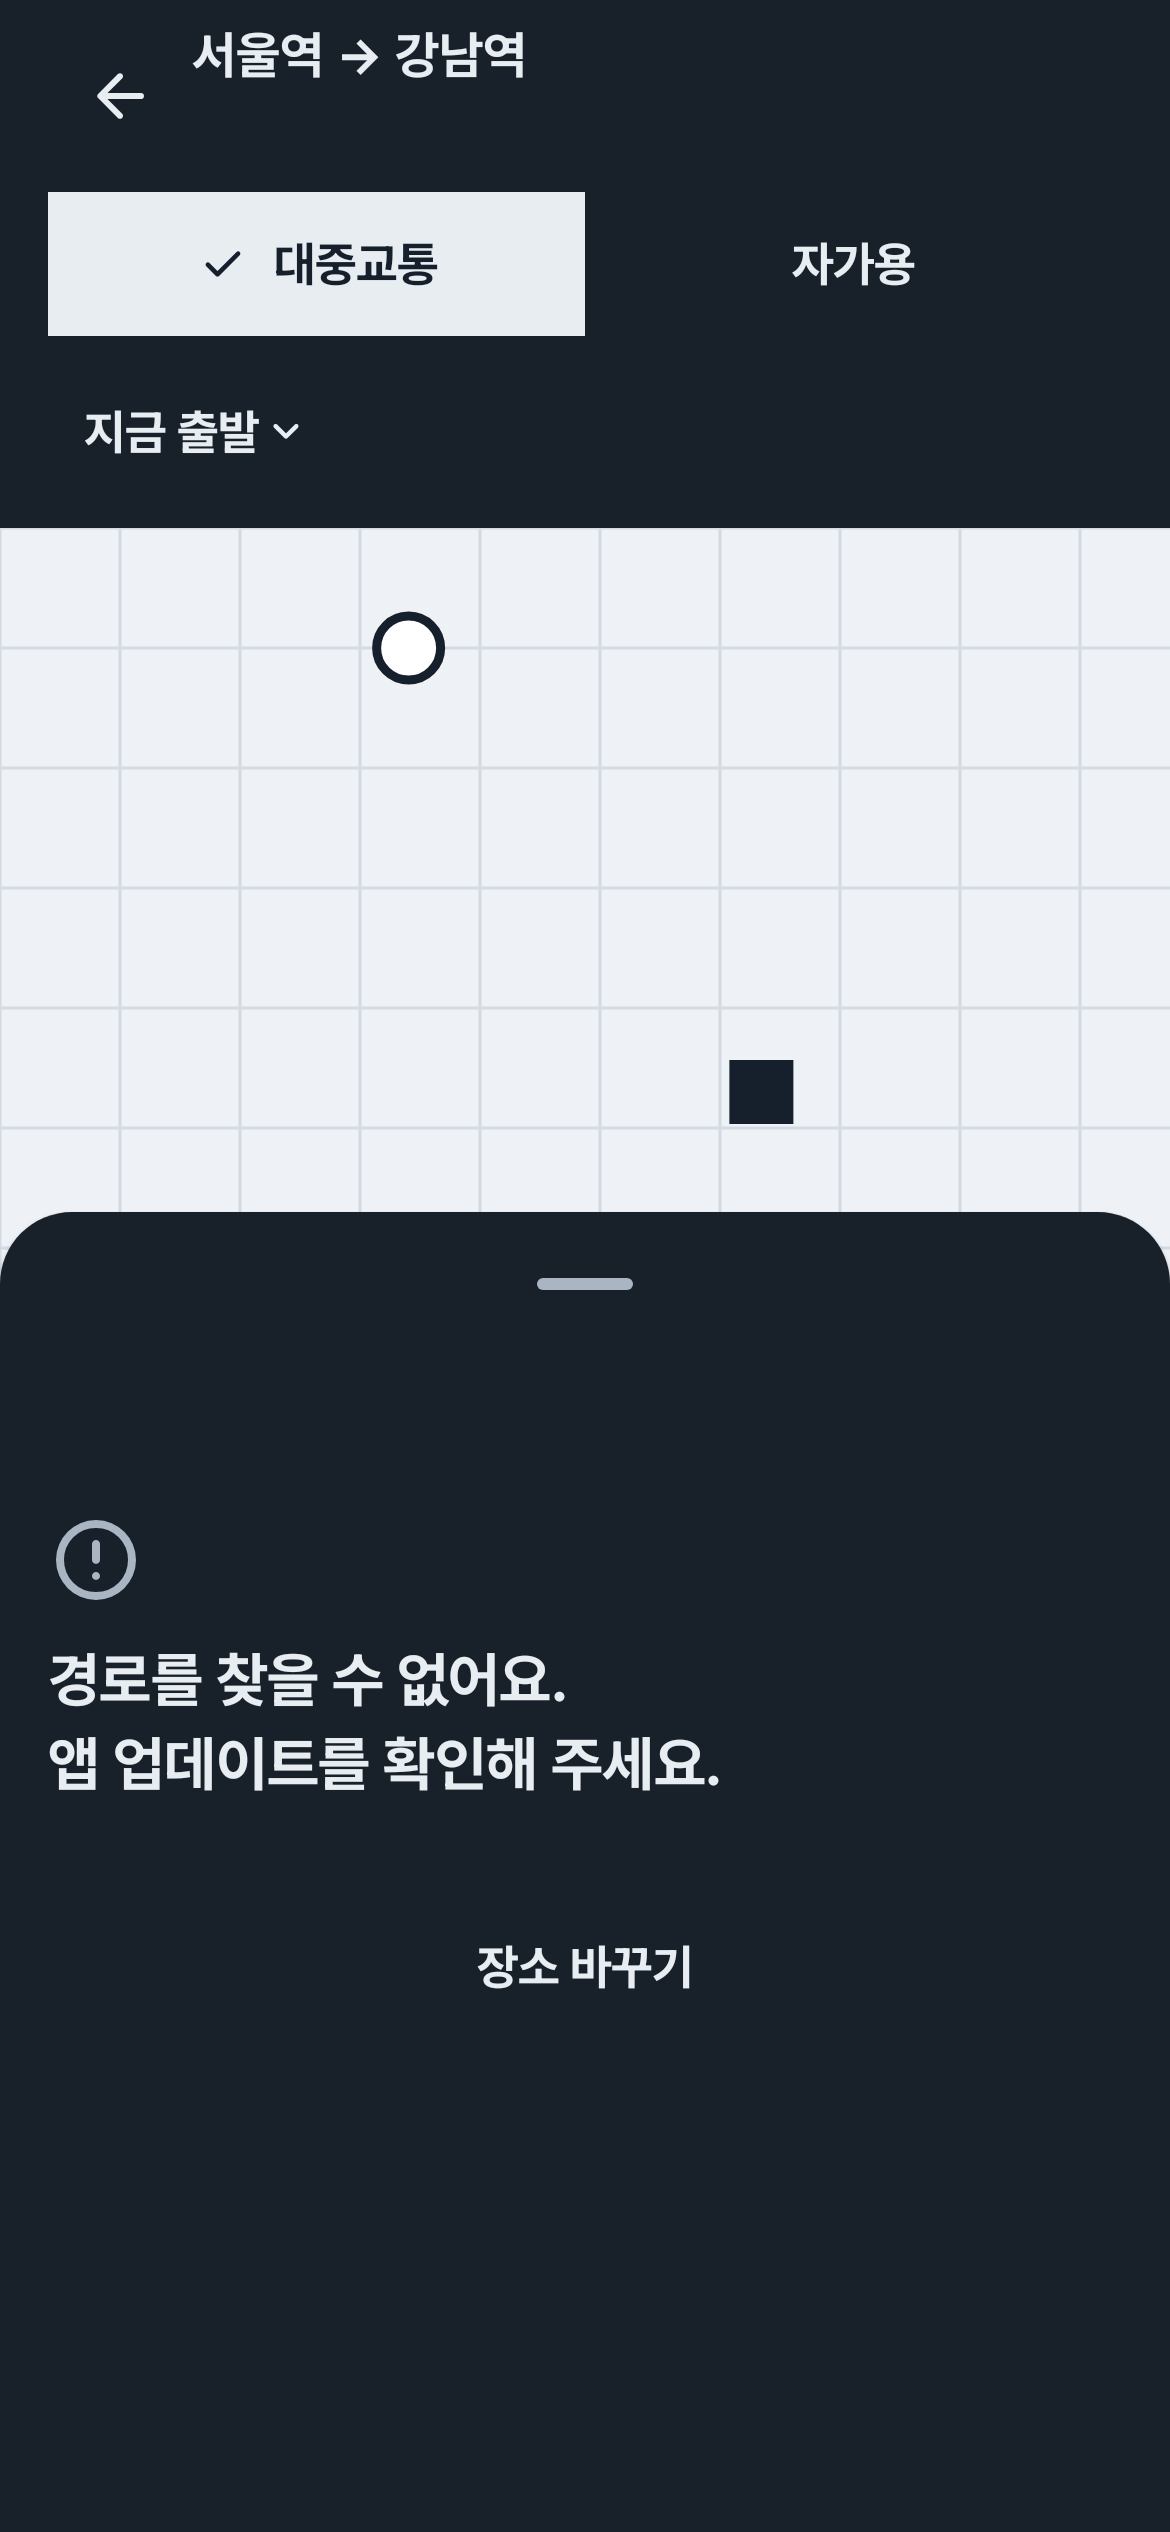 서울역 → 강남역
대중교통
자가용
지금 출발
경로를 찾을 수 없어요.
앱 업데이트를 확인해 주세요.
장소 바꾸기